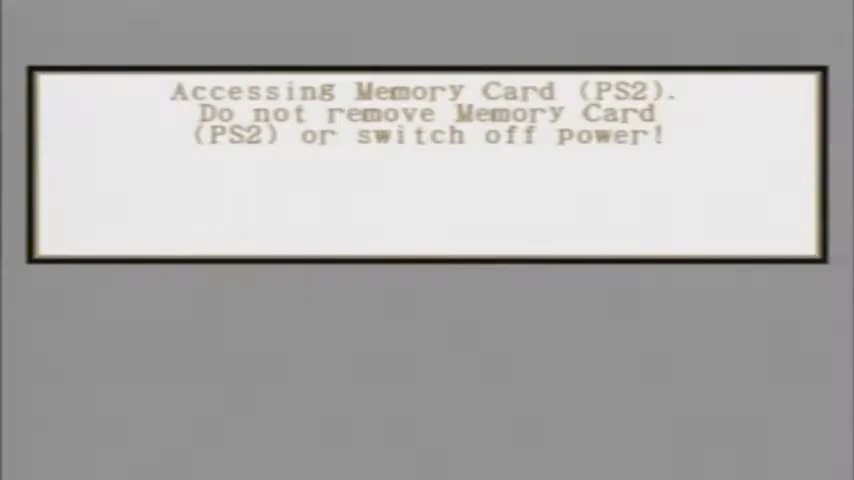 Accessing Memory Card (PS2).
Do not remove Memory Card
(PS2) or switch off power!